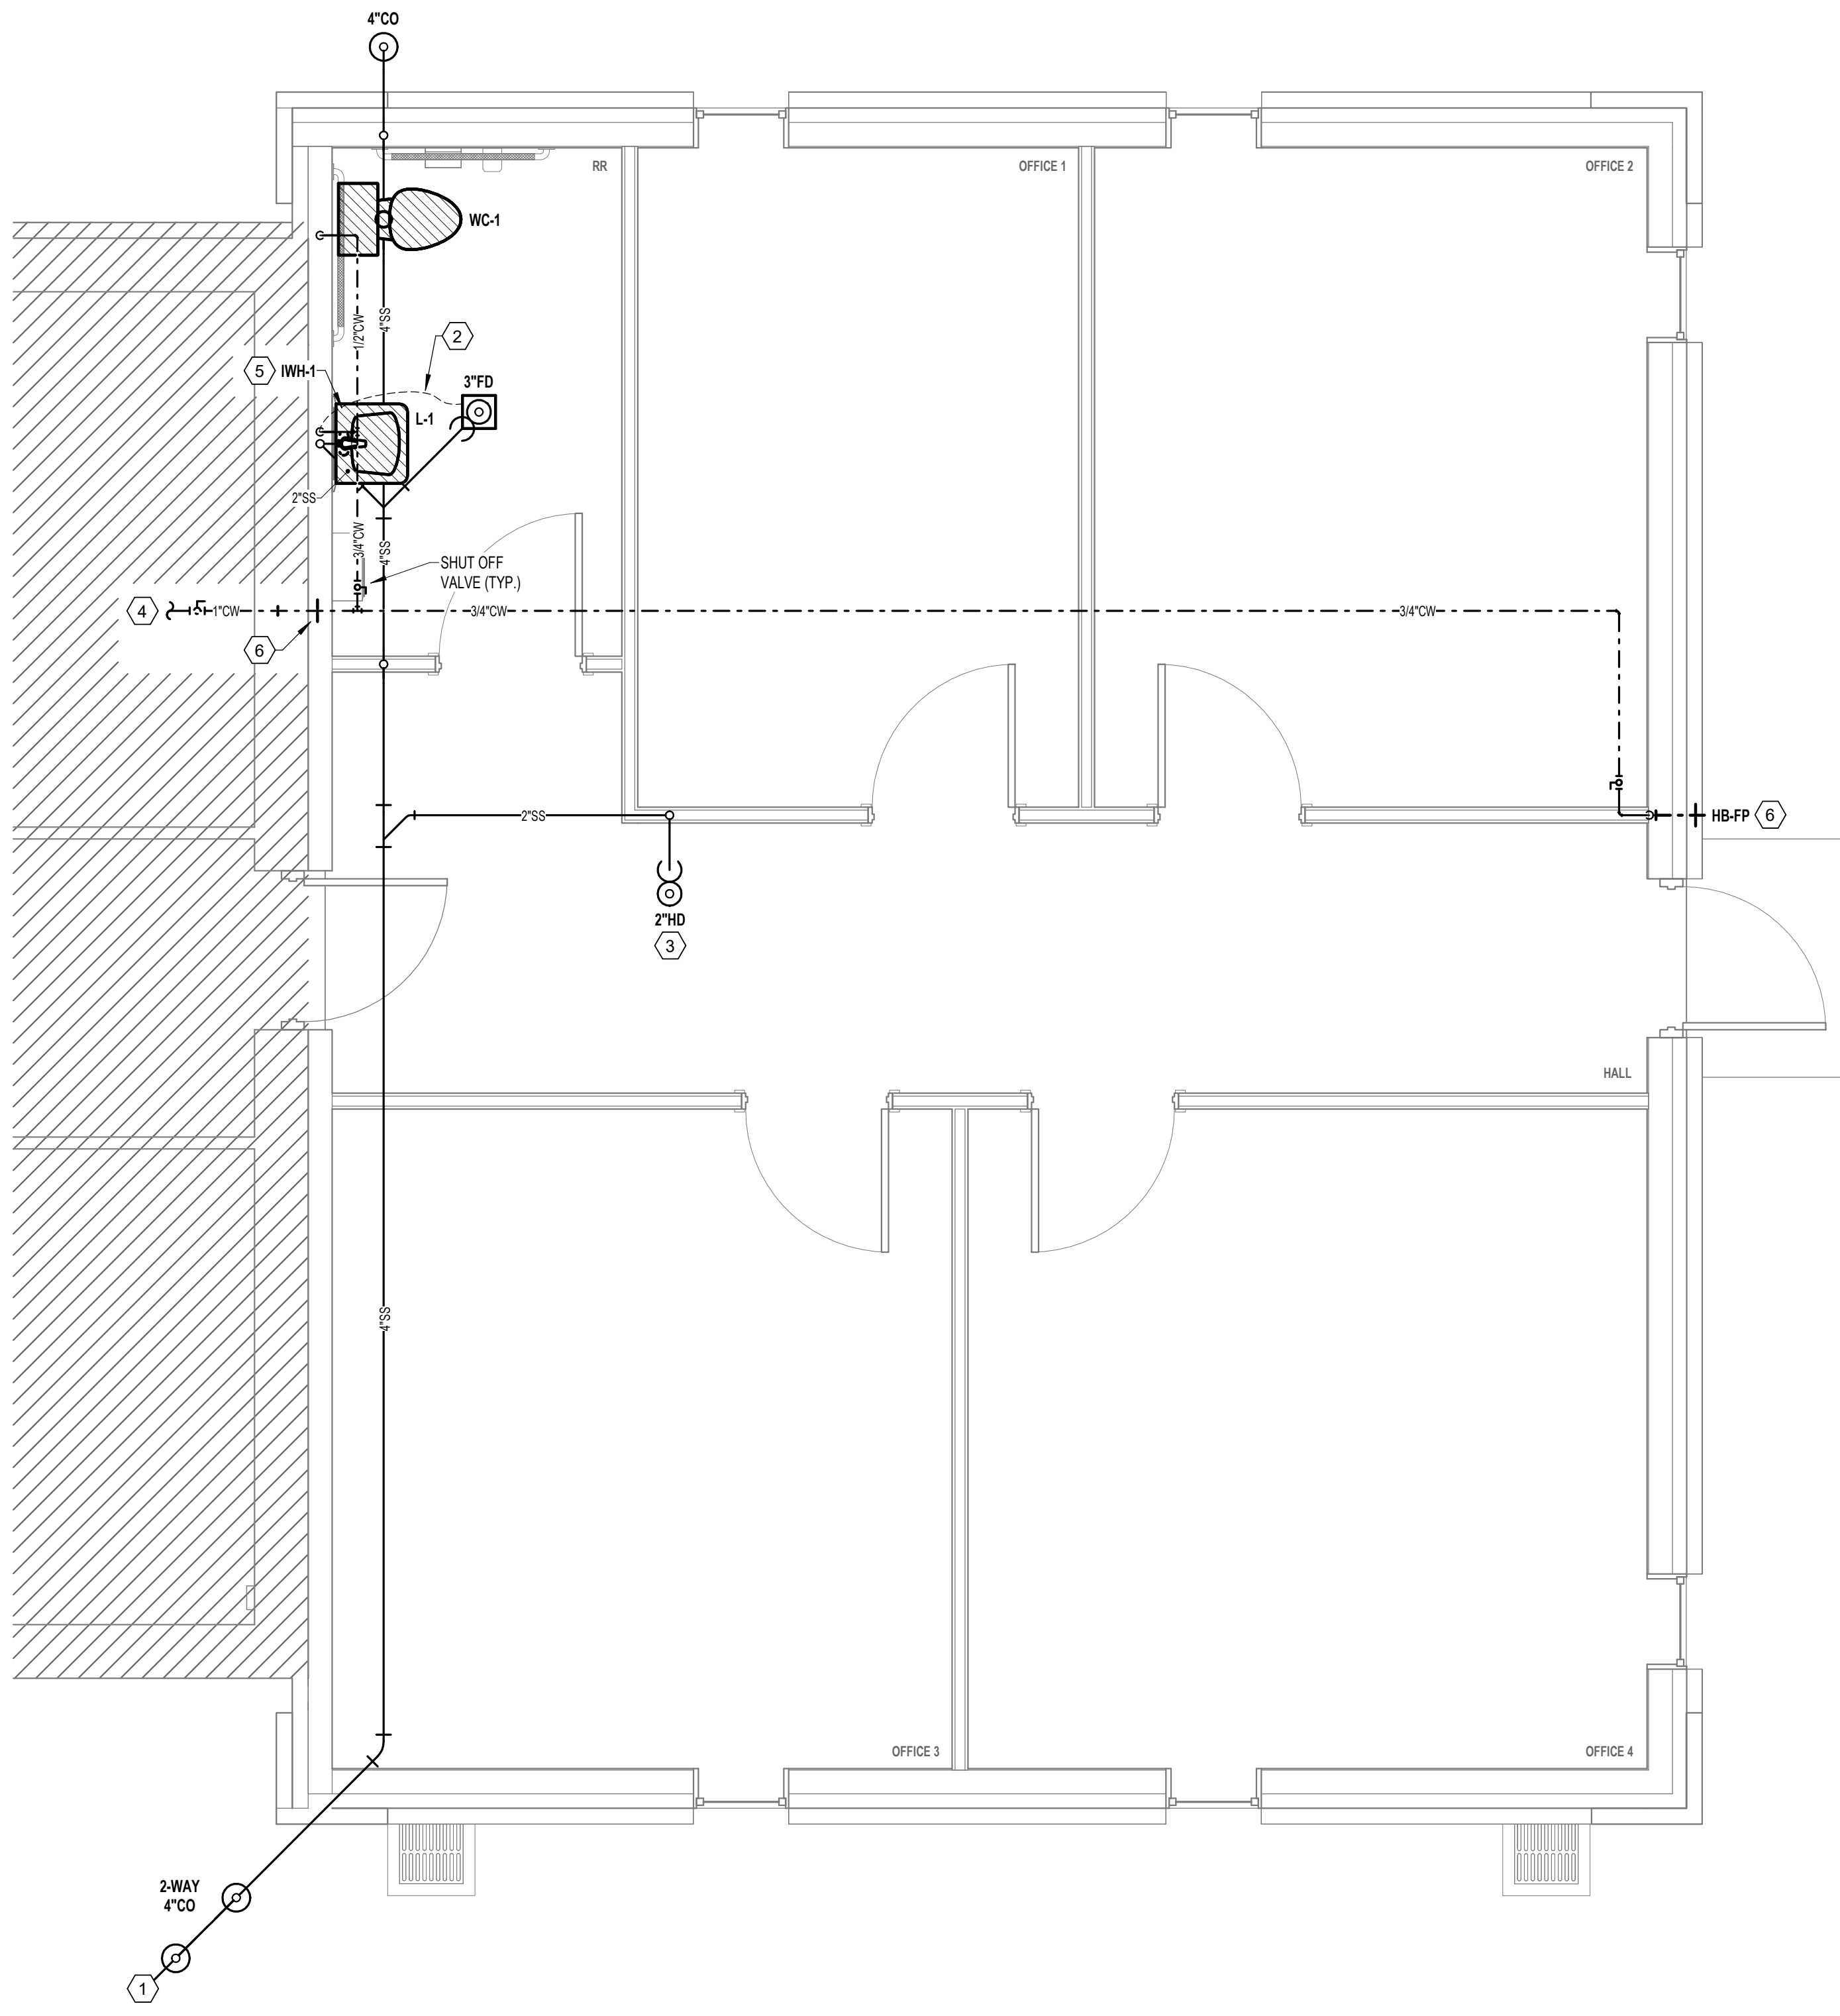 4"CO
RR
OFFICE 1
OFFICE 2
WC-1
1/2"CW
4"SS
2
5
IWH-1
3"FD
L-1
2"SS
3/4"CW
4"SS
SHUT OFF
VALVE (TYP.)
4
1"CW
3/4"CW
3/4"CW
6
2"SS
HB-FP
6
2"HD
3
HALL
4"SS
OFFICE 3
OFFICE 4
2-WAY
4"CO
1